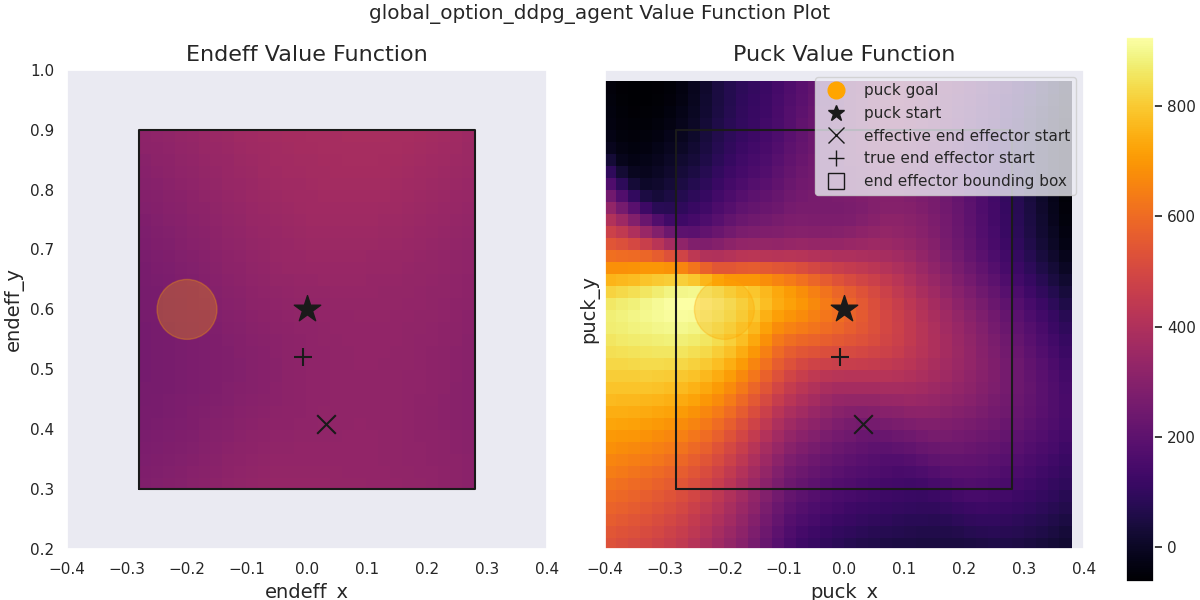 global_option_ddpg_agent Value Function Plot
Endeff Value Function
1.0
0.9
0.8
0.7
0.6
0.5
0.4
0.3
0.2
endeff_y
−0.4 −0.3 −0.2 −0.1 0.0 0.1 0.2 0.3 0.4
endeff_x
Puck Value Function
puck goal
puck start
effective end effector start
true end effector start
end effector bounding box
puck_y
−0.4 −0.3 −0.2 −0.1 0.0 0.1 0.2 0.3 0.4
puck_x
800
600
400
200
0